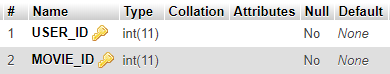 # Name Type Collation Attributes Null Default
1 USER_ID int(11) No None
2 MOVIE_ID int(11) No None